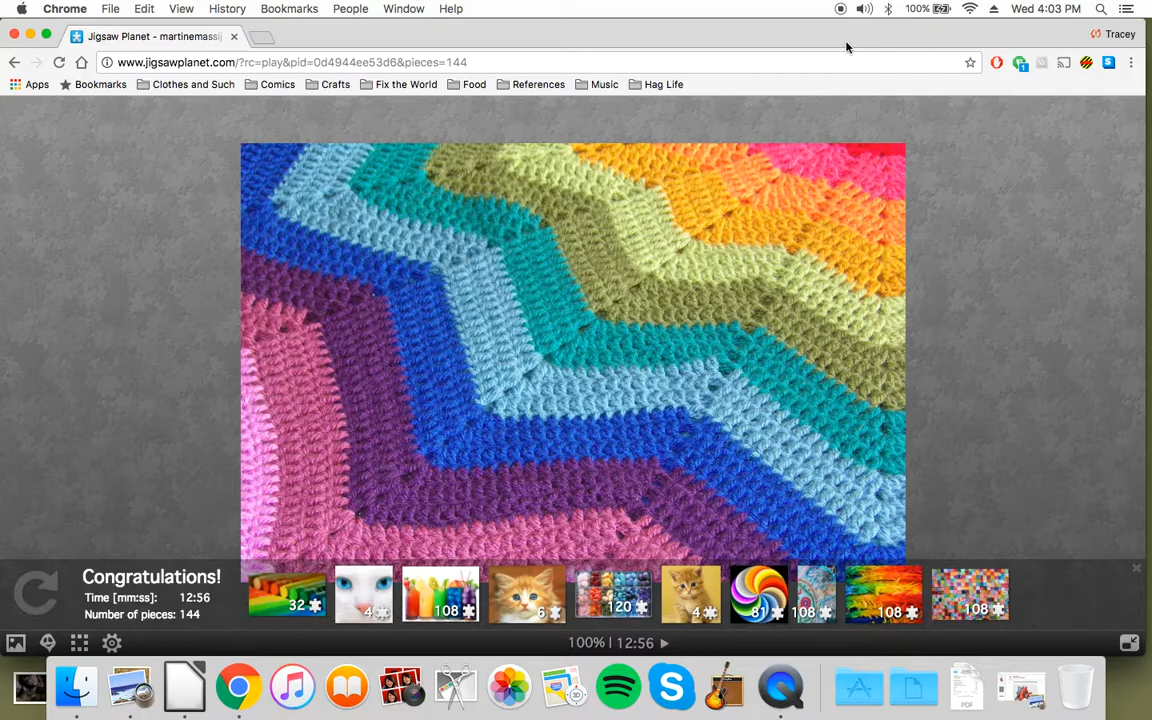 Chrome File Edit View History Bookmarks People Window Help 100% Wed 4:03 PM
Jigsaw Planet - martinemassi Tracey
www.jigsawplanet.com/?rc=play&pid=0d4944ee53d6&pieces=144
Apps Bookmarks Clothes and Such Comics Crafts Fix the World Food References Music Hag Life
Congratulations!
Time [mm:ss]: 12:56
Number of pieces: 144
32 4 108 6 120 4 81 108 108 108
100% | 12:56
PDF